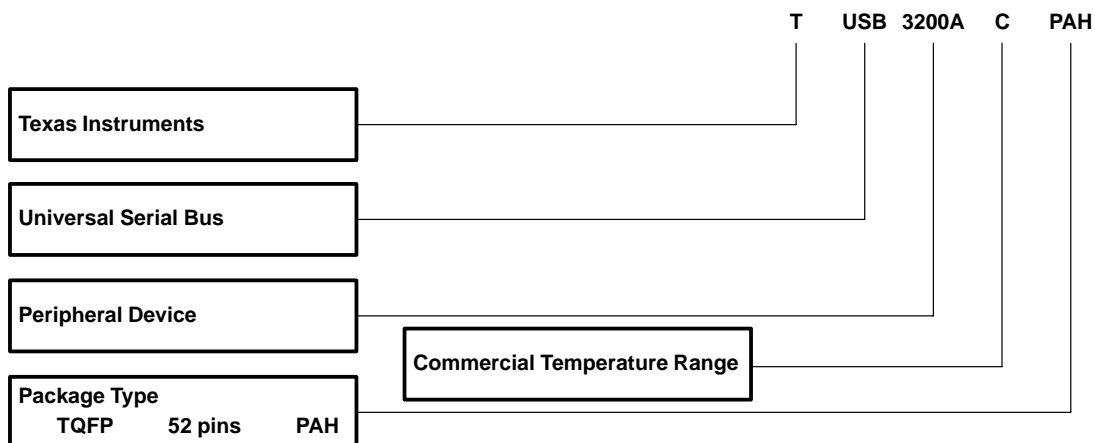 T USB 3200A C PAH
Texas Instruments
Universal Serial Bus
Peripheral Device
Commercial Temperature Range
Package Type
TQFP 52 pins PAH